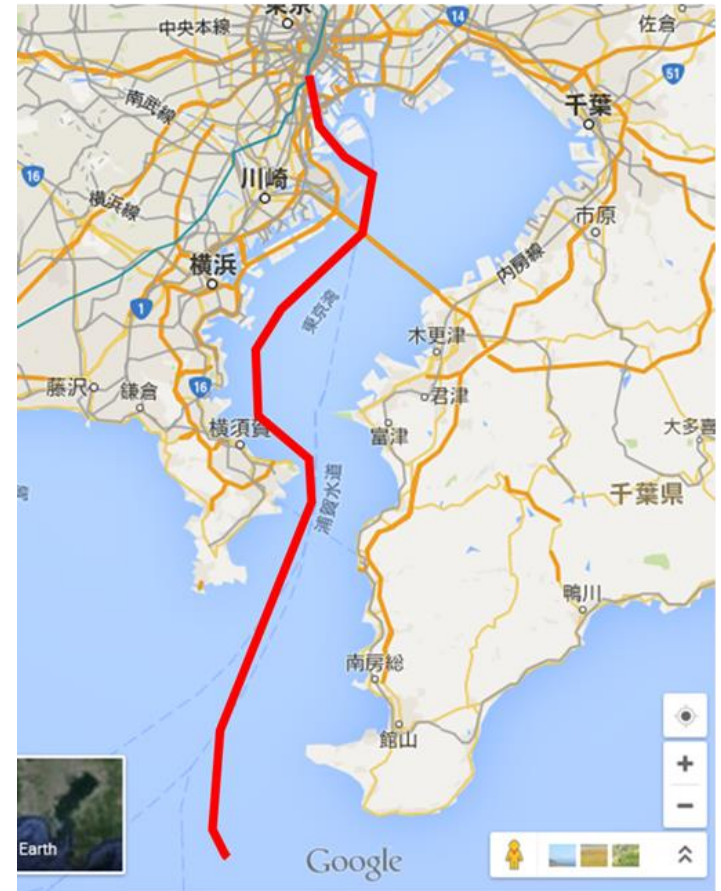 東京
14
佐倉
中央本線
51
千葉
南武線
16
川崎
横浜線
市原
内房線
横浜
1
東京湾
木更津
藤沢
鎌倉
16
君津
横須賀
富津
大多喜
浦賀水道
千葉県
鴨川
南房総
館山
Earth
Google